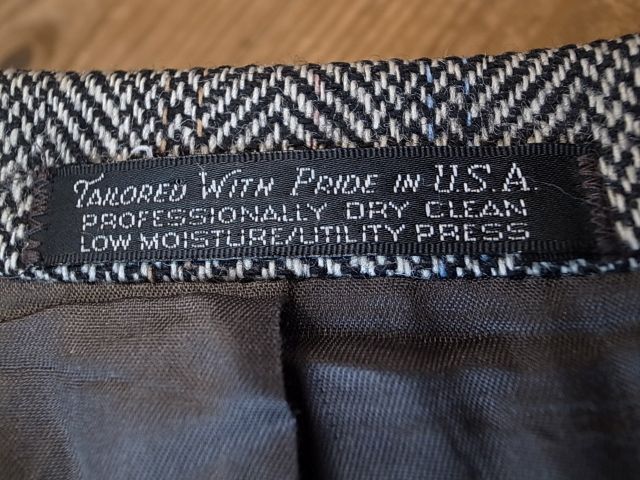 Tailored With Pride in U.S.A.
PROFESSIONALLY DRY CLEAN
LOW MOISTURE/UTILITY PRESS